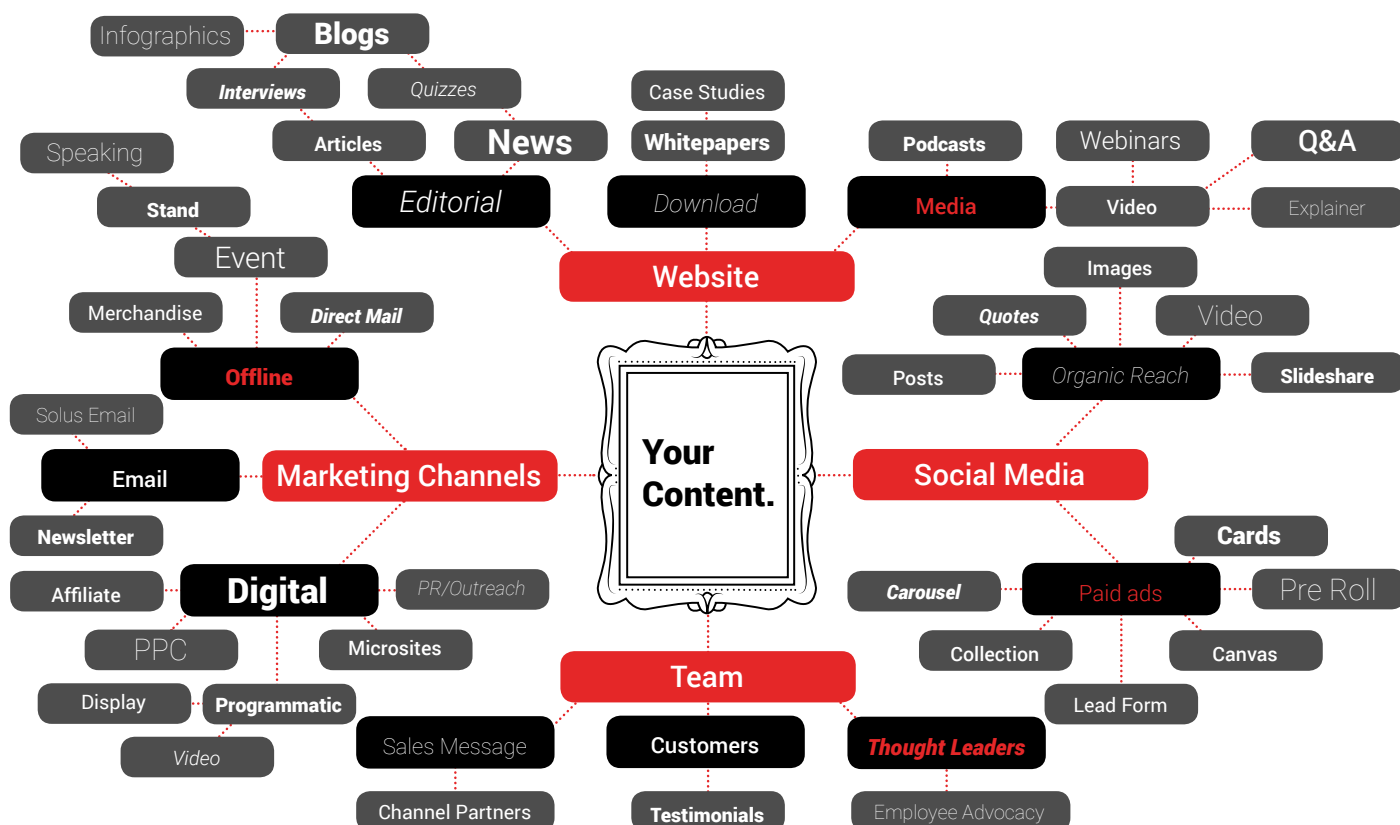 Infographics
Blogs
Interviews
Quizzes
Case Studies
Articles
News
Whitepapers
Podcasts
Webinars
Q&A
Speaking
Stand
Editorial
Download
Media
Video
Explainer
Event
Website
Images
Merchandise
Direct Mail
Quotes
Video
Offline
Posts
Organic Reach
Slideshare
Solus Email
Email
Marketing Channels
Your
Content.
Social Media
Newsletter
Cards
Affiliate
Digital
PR/Outreach
Carousel
Paid ads
Pre Roll
PPC
Microsites
Collection
Canvas
Team
Display
Programmatic
Lead Form
Video
Sales Message
Customers
Thought Leaders
Channel Partners
Testimonials
Employee Advocacy